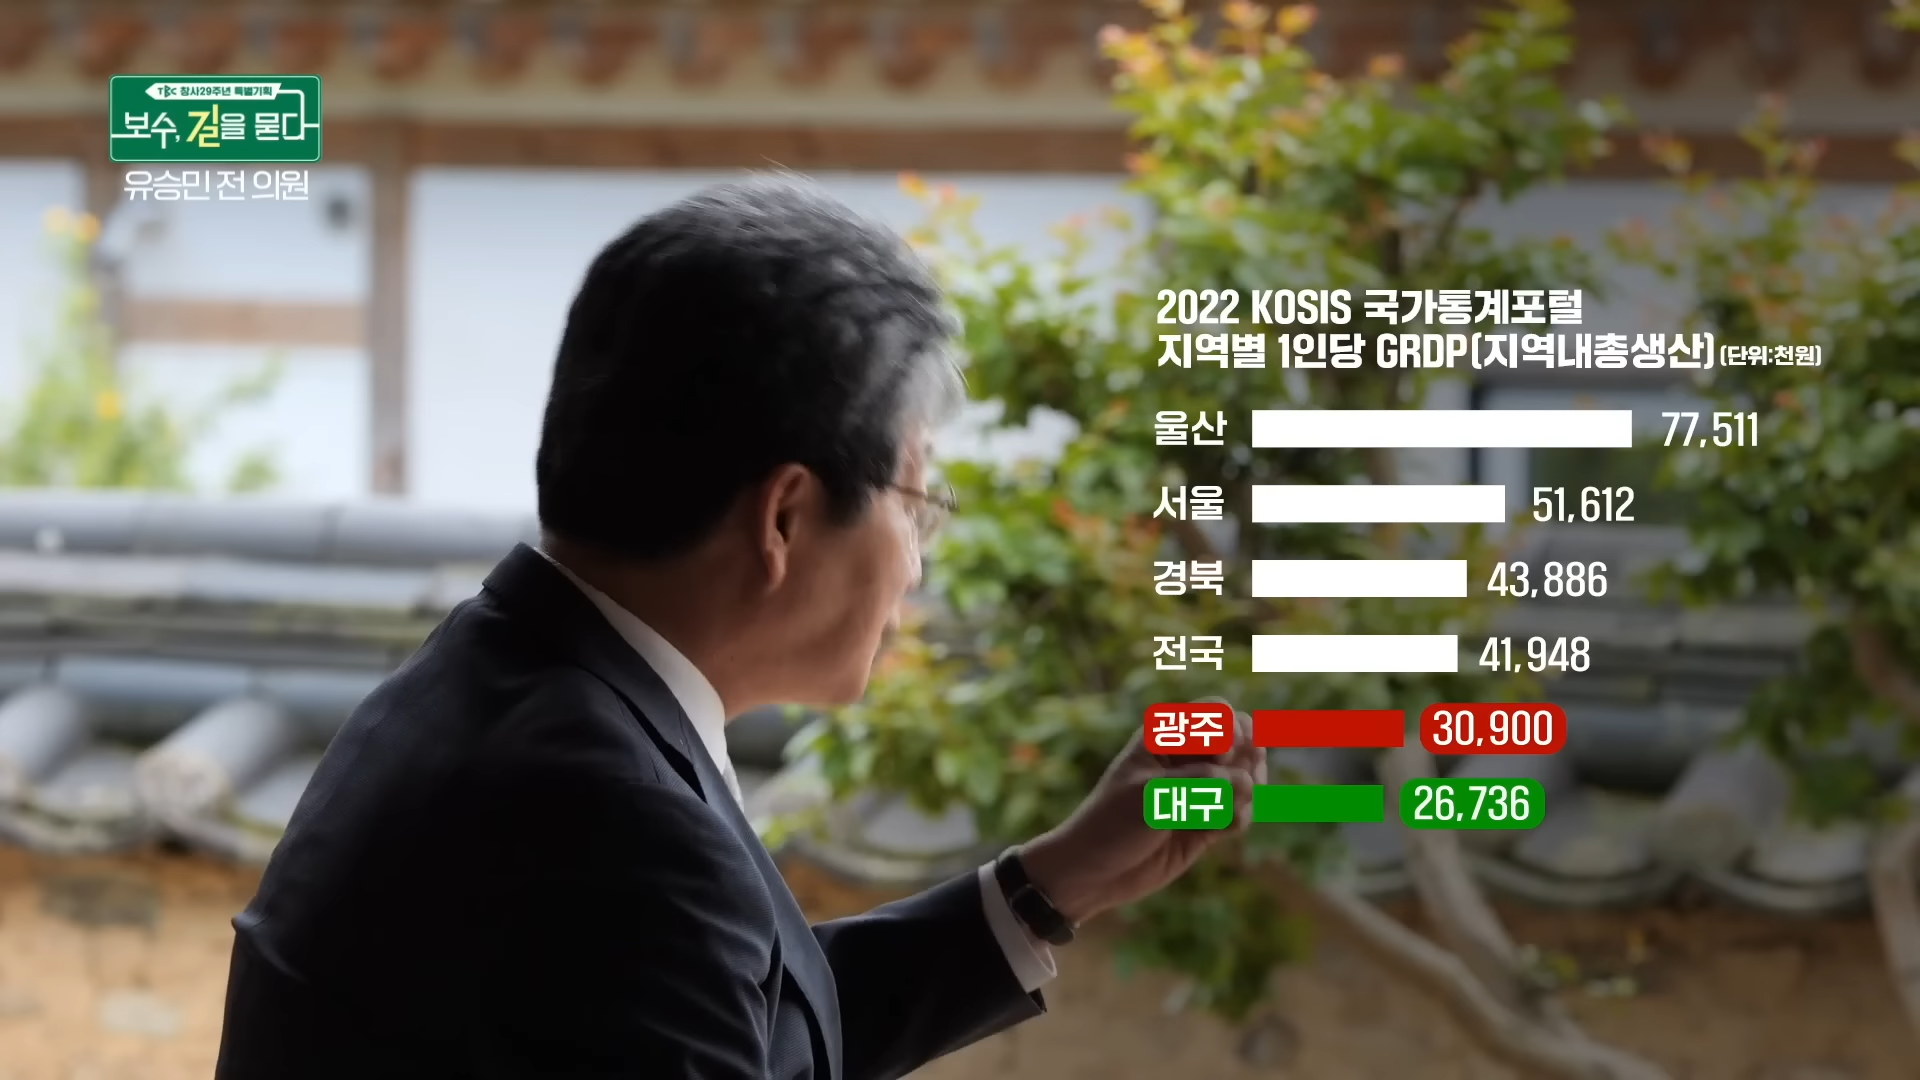 TBC 창사29주년 특별기획
보수, 길을 묻다
유승민 전 의원
2022 KOSIS 국가통계포털
지역별 1인당 GRDP(지역내총생산) (단위:천원)
울산 77,511
서울 51,612
경북 43,886
전국 41,948
광주 30,900
대구 26,736